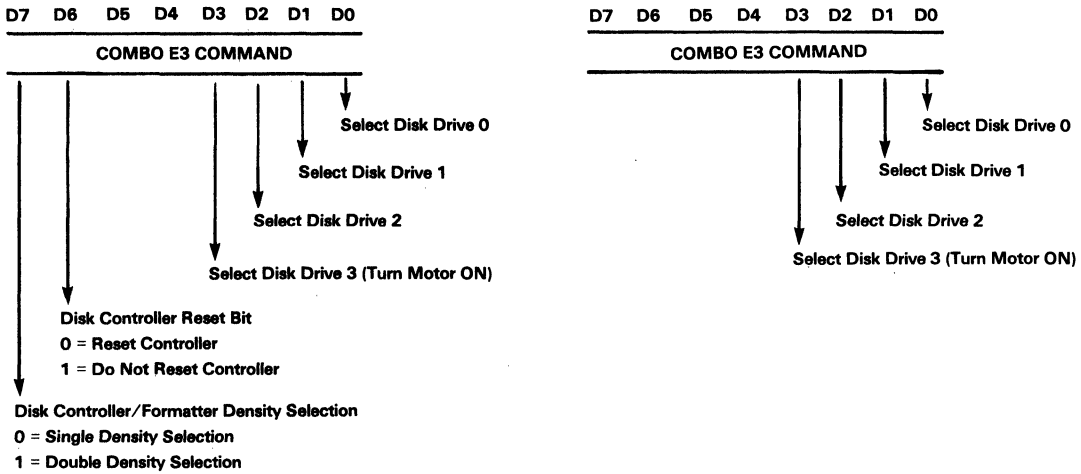 D7 D6 D5 D4 D3 D2 D1 D0
COMBO E3 COMMAND
Select Disk Drive 0
Select Disk Drive 1
Select Disk Drive 2
Select Disk Drive 3 (Turn Motor ON)
Disk Controller Reset Bit
0 = Reset Controller
1 = Do Not Reset Controller
Disk Controller/Formatter Density Selection
0 = Single Density Selection
1 = Double Density Selection
D7 D6 D5 D4 D3 D2 D1 D0
COMBO E3 COMMAND
Select Disk Drive 0
Select Disk Drive 1
Select Disk Drive 2
Select Disk Drive 3 (Turn Motor ON)